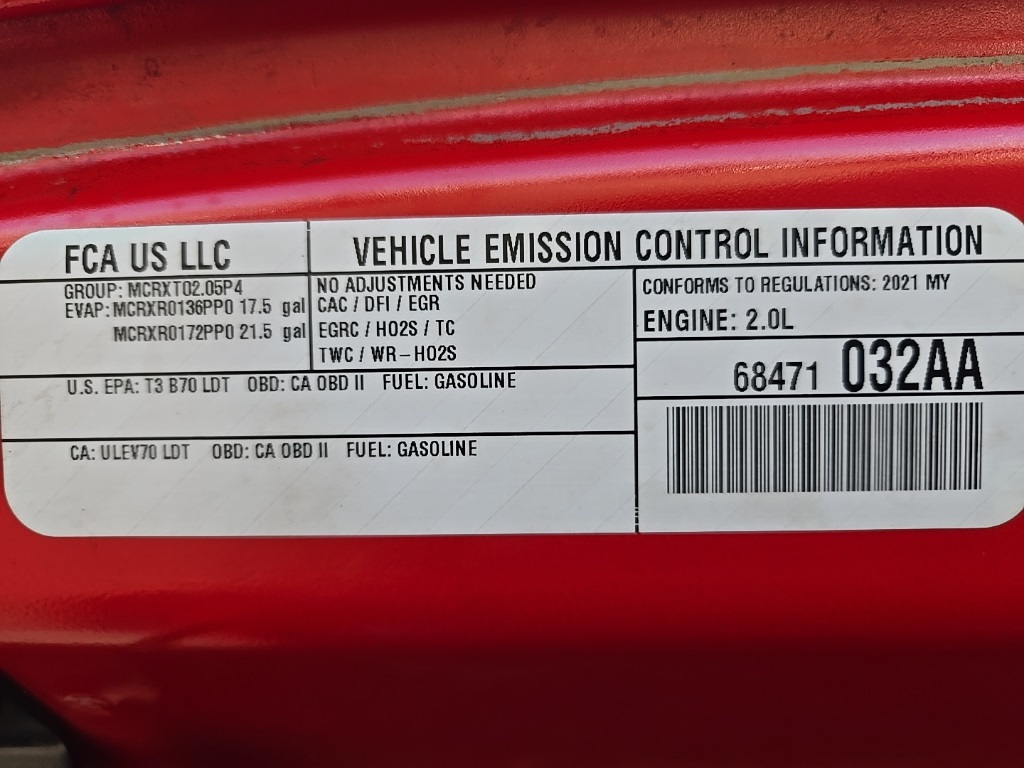 FCA US LLC
VEHICLE EMISSION CONTROL INFORMATION
GROUP: MCRXT02.05P4
EVAP: MCRXR0136PP0 17.5 gal
MCRXR0172PP0 21.5 gal
NO ADJUSTMENTS NEEDED
CAC / DFI / EGR
EGRC / HO2S / TC
TWC / WR-HO2S
CONFORMS TO REGULATIONS: 2021 MY
ENGINE: 2.0L
68471 032AA
U.S. EPA: T3 B70 LDT OBD: CA OBD II FUEL: GASOLINE
CA: ULEV70 LDT OBD: CA OBD II FUEL: GASOLINE